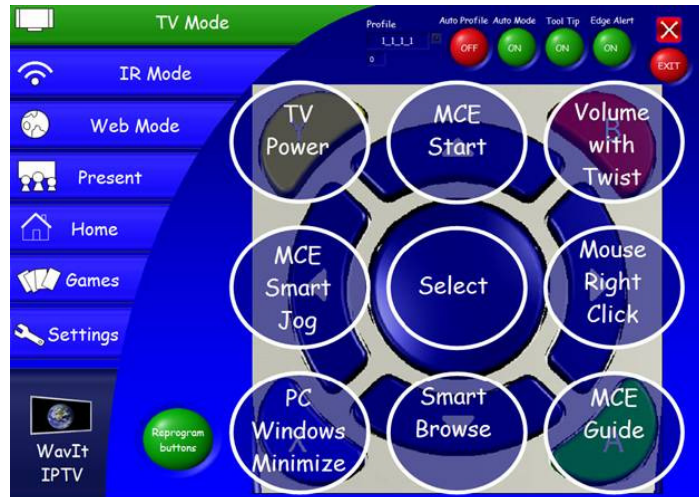 TV Mode
IR Mode
Web Mode
Present
Home
Games
Settings
WavIt
IPTV
Profile
1_1_1_1
0
Auto Profile Auto Mode Tool Tip Edge Alert
OFF ON ON ON
EXIT
TV
Power
Y
MCE
Start
Volume
with
Twist
B
MCE
Smart
Jog
Select
Mouse
Right
Click
PC
Windows
Minimize
X
Smart
Browse
MCE
Guide
A
Reprogram
buttons